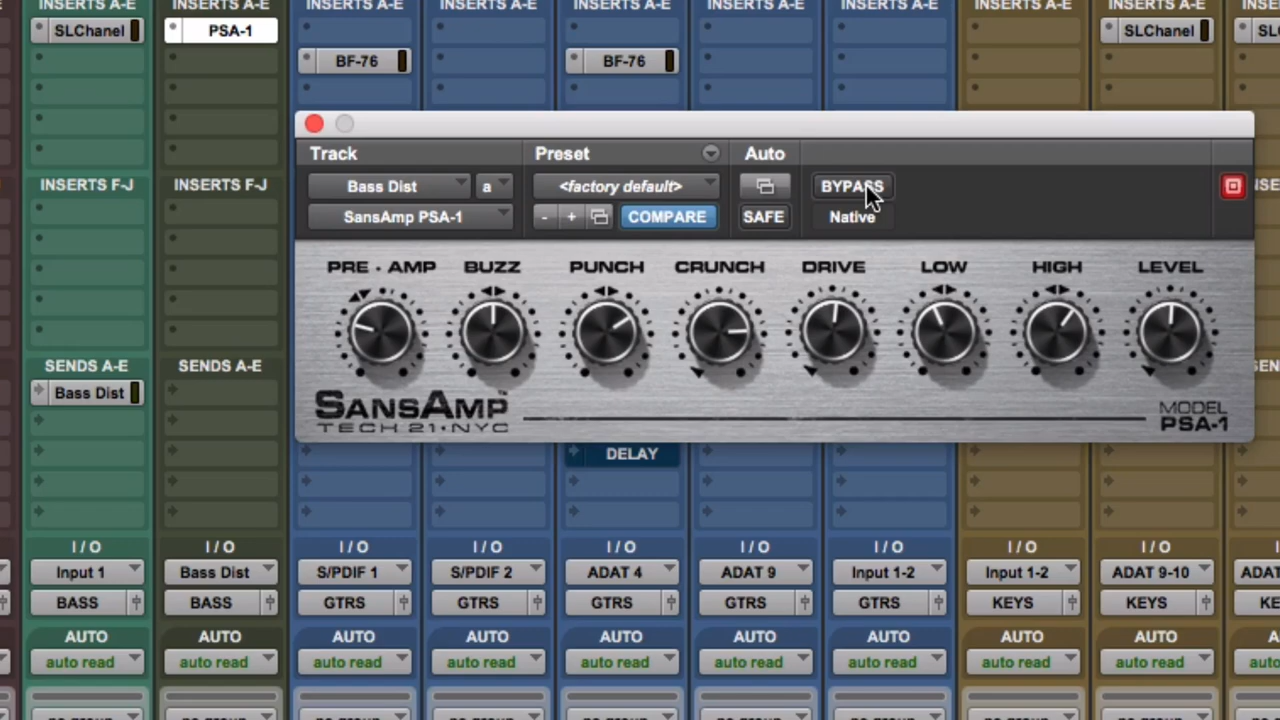 INSERTS A-E INSERTS A-E INSERTS A-E INSERTS A-E INSERTS A-E INSERTS A-E INSERTS A-E INSERTS A-E INSERTS A-E
SLChanel PSA-1 SLChanel
BF-76 BF-76
Track Preset Auto
Bass Dist a <factory default> BYPASS
SansAmp PSA-1 - + COMPARE SAFE Native
INSERTS F-J INSERTS F-J
PRE-AMP BUZZ PUNCH CRUNCH DRIVE LOW HIGH LEVEL
SENDS A-E SENDS A-E
Bass Dist
SANSAMP™
TECH 21•NYC
MODEL
PSA-1
DELAY
I/O I/O I/O I/O I/O I/O I/O I/O I/O
Input 1 Bass Dist S/PDIF 1 S/PDIF 2 ADAT 4 ADAT 9 Input 1-2 Input 1-2 ADAT 9-10
BASS BASS GTRS GTRS GTRS GTRS GTRS KEYS KEYS
AUTO AUTO AUTO AUTO AUTO AUTO AUTO AUTO AUTO
auto read auto read auto read auto read auto read auto read auto read auto read auto read